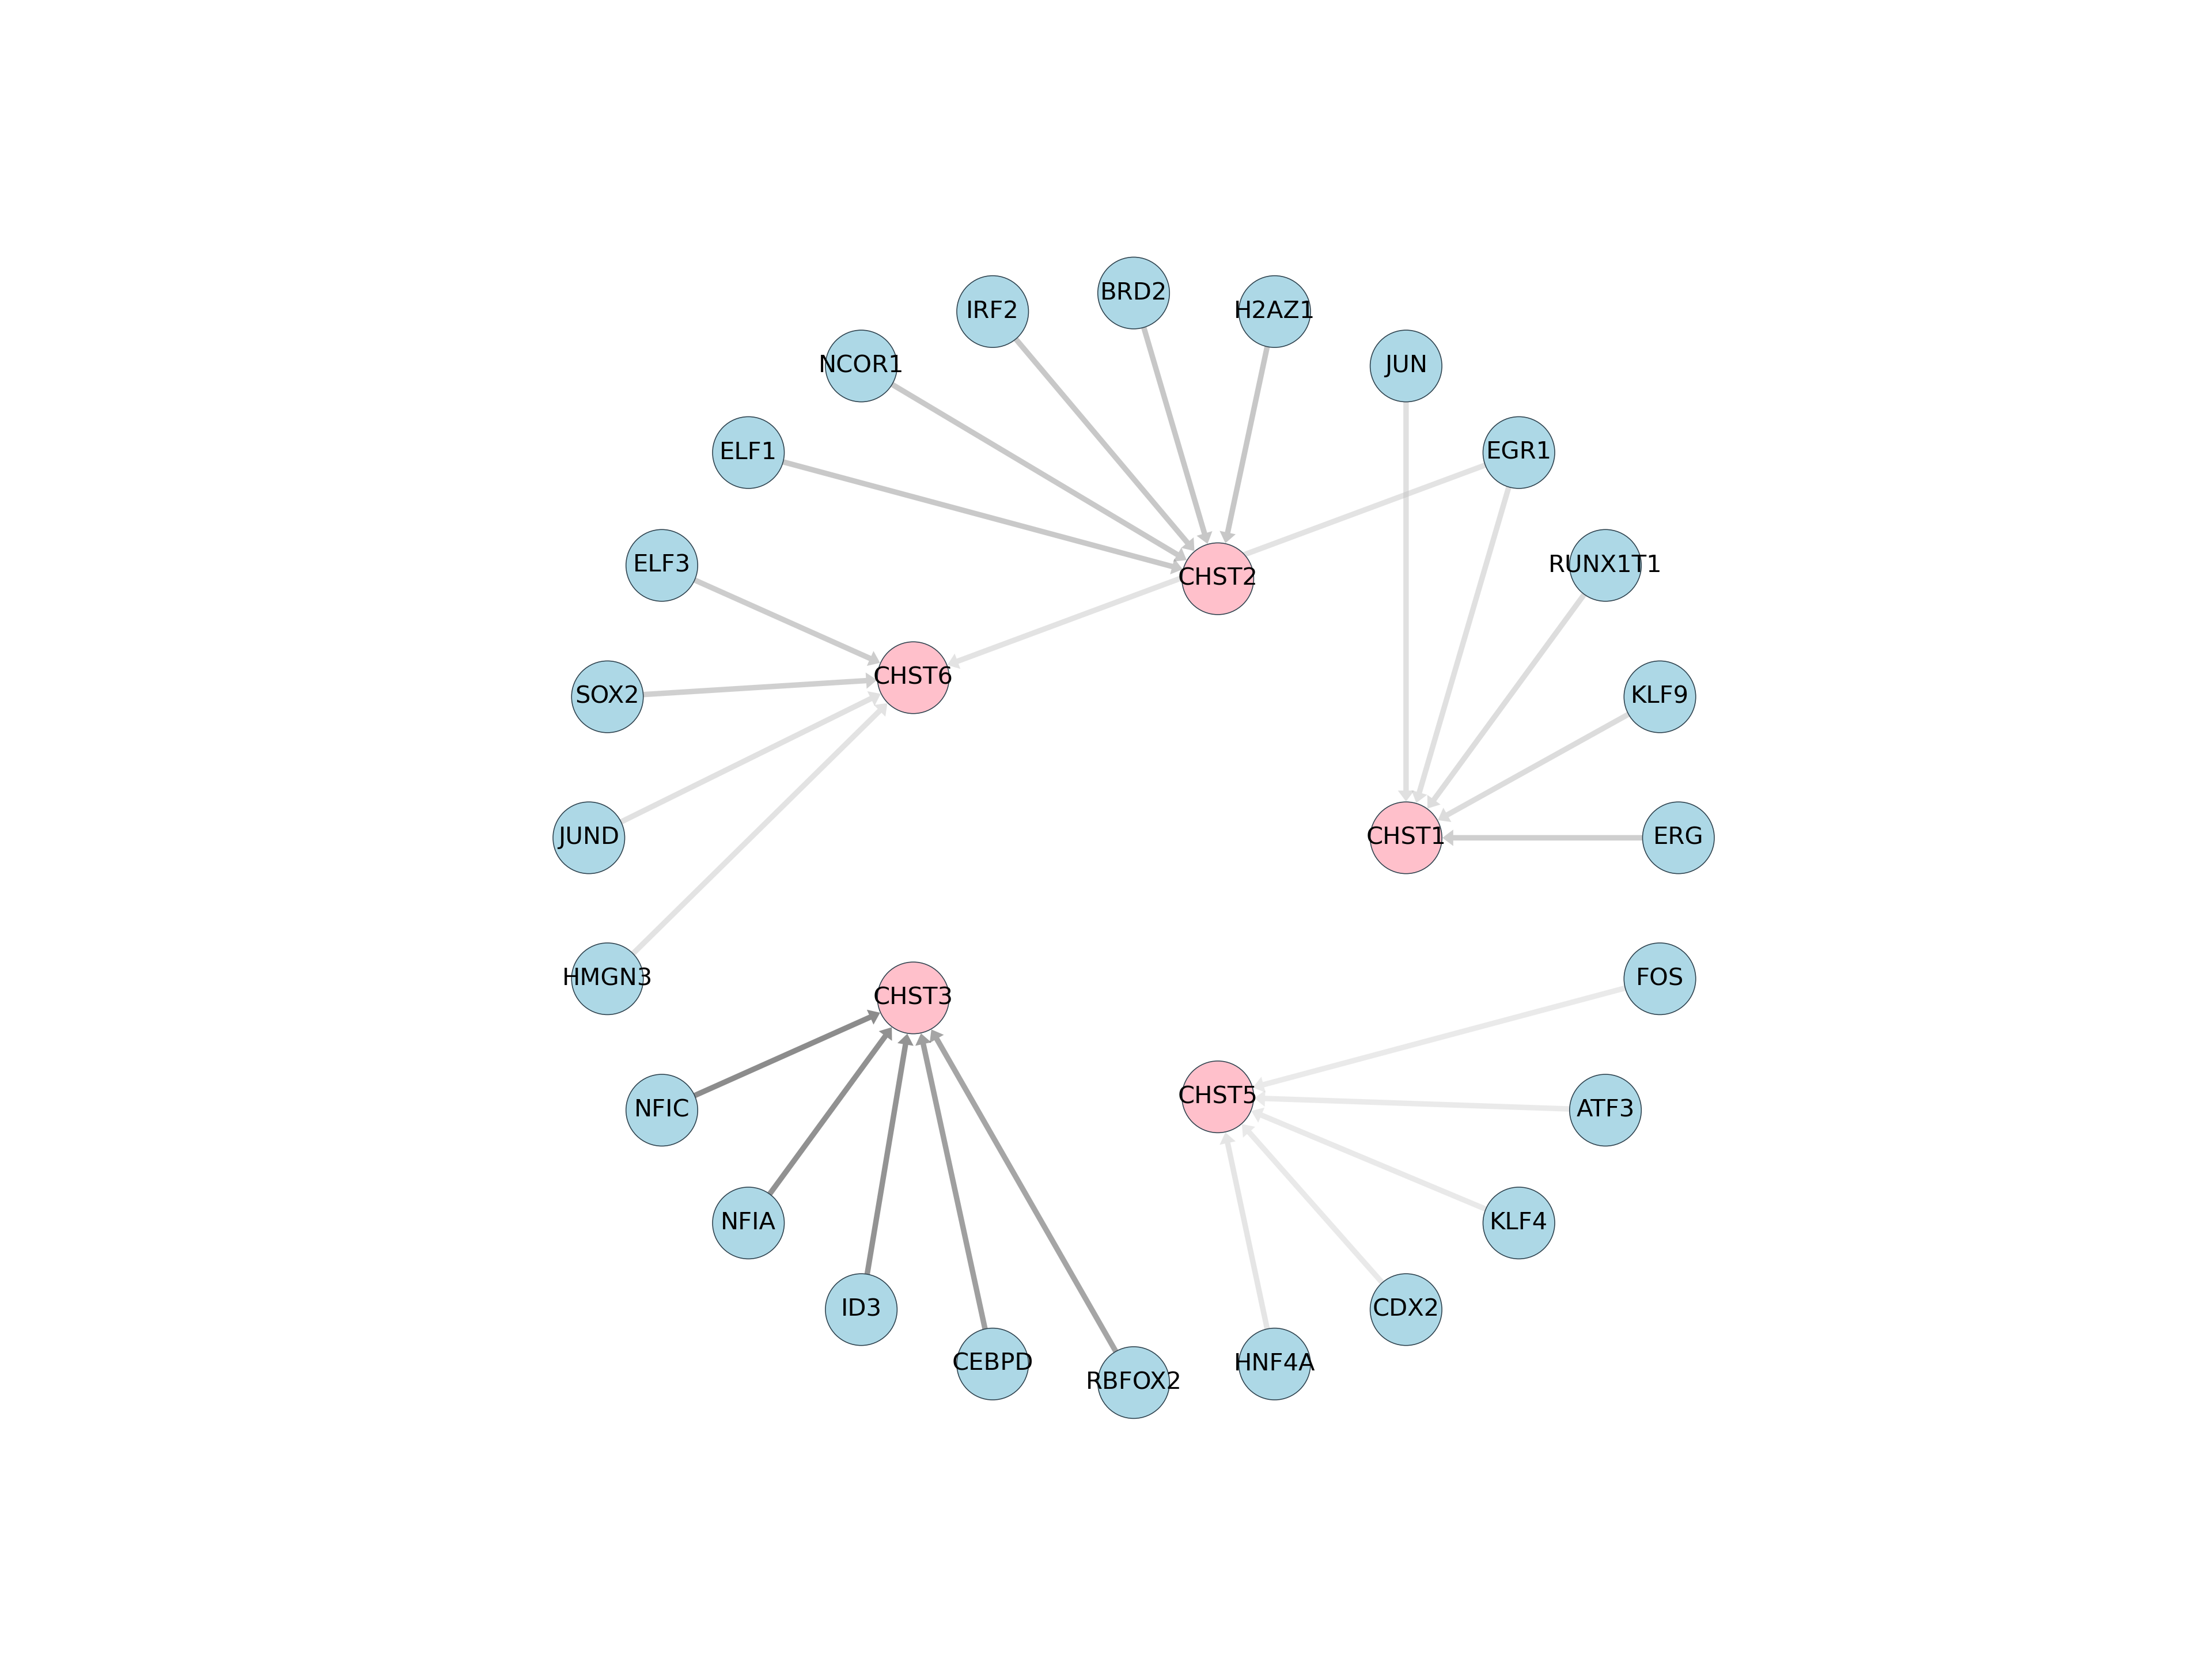 BRD2
IRF2
H2AZ1
NCOR1
JUN
ELF1
EGR1
ELF3
RUNX1T1
CHST2
CHST6
SOX2
KLF9
JUND
CHST1
ERG
HMGN3
FOS
CHST3
CHST5
NFIC
ATF3
NFIA
KLF4
ID3
CDX2
CEBPD
HNF4A
RBFOX2